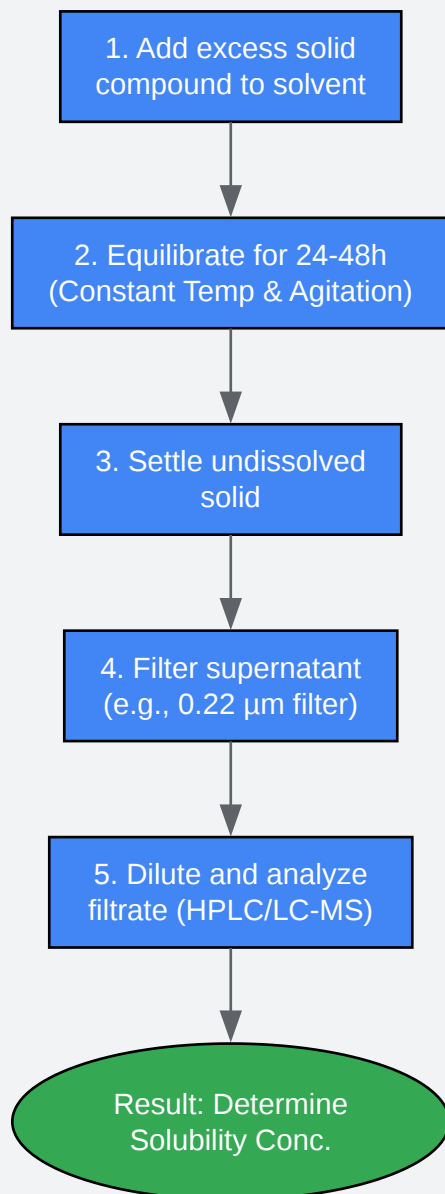 1. Add excess solid
compound to solvent
2. Equilibrate for 24-48h
(Constant Temp & Agitation)
3. Settle undissolved
solid
4. Filter supernatant
(e.g., 0.22 µm filter)
5. Dilute and analyze
filtrate (HPLC/LC-MS)
Result: Determine
Solubility Conc.